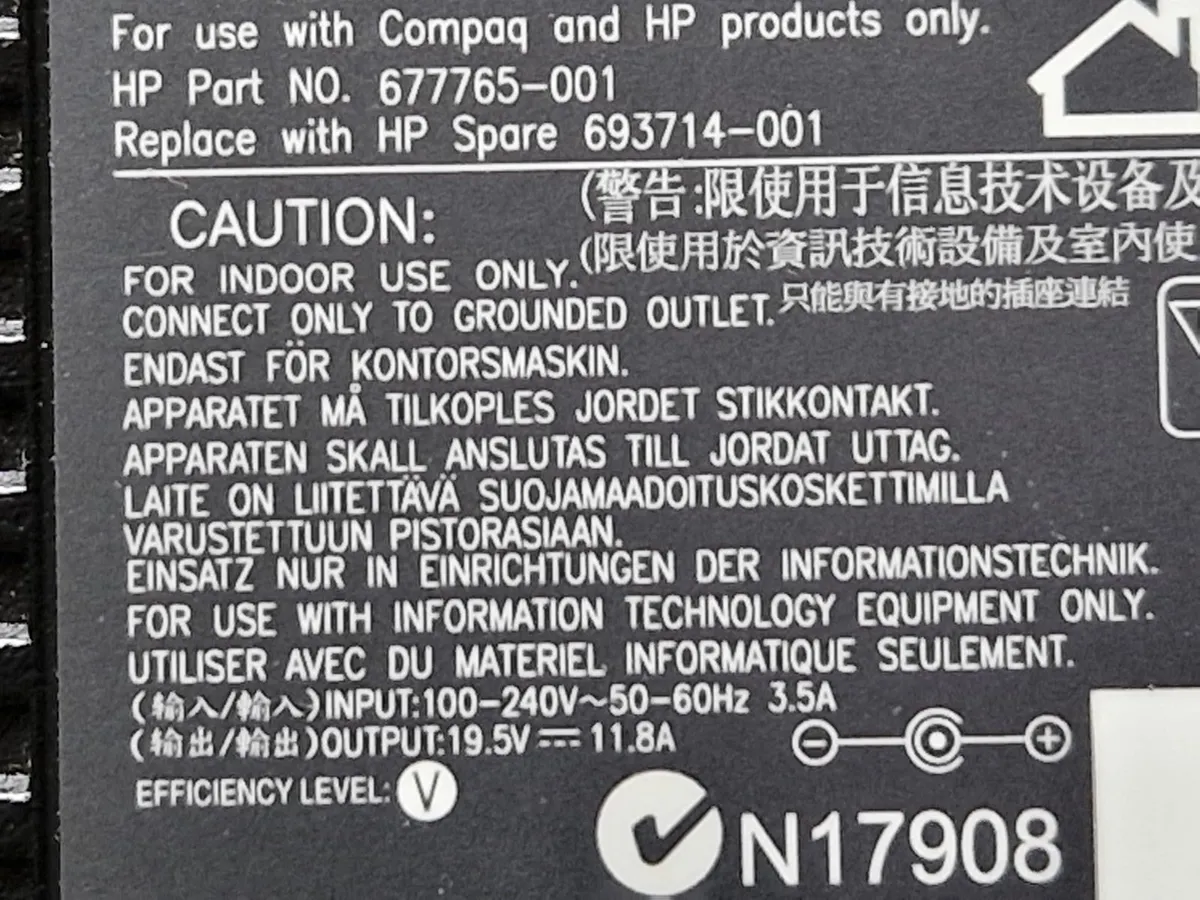 For use with Compaq and HP products only.
HP Part NO. 677765-001
Replace with HP Spare 693714-001
CAUTION:
(警告:限使用于信息技术设备及
(限使用於資訊技術設備及室內使
FOR INDOOR USE ONLY.
CONNECT ONLY TO GROUNDED OUTLET.只能與有接地的插座連結
ENDAST FÖR KONTORSMASKIN.
APPARATET MÅ TILKOPLES JORDET STIKKONTAKT.
APPARATEN SKALL ANSLUTAS TILL JORDAT UTTAG.
LAITE ON LIITETTÄVÄ SUOJAMAADOITUSKOSKETTIMILLA
VARUSTETTUUN PISTORASIAAN.
EINSATZ NUR IN EINRICHTUNGEN DER INFORMATIONSTECHNIK.
FOR USE WITH INFORMATION TECHNOLOGY EQUIPMENT ONLY.
UTILISER AVEC DU MATERIEL INFORMATIQUE SEULEMENT.
(输入/輸入)INPUT:100-240V~50-60Hz 3.5A
(输出/輸出)OUTPUT:19.5V⎓11.8A
EFFICIENCY LEVEL: V
N17908